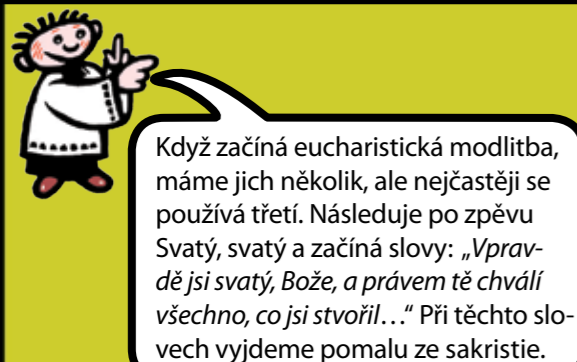 Když začíná eucharistická modlitba,
máme jich několik, ale nejčastěji se
používá třetí. Následuje po zpěvu
Svatý, svatý a začíná slovy: „Vprav-
dě jsi svatý, Bože, a právem tě chválí
všechno, co jsi stvořil…“ Při těchto slo-
vech vyjdeme pomalu ze sakristie.